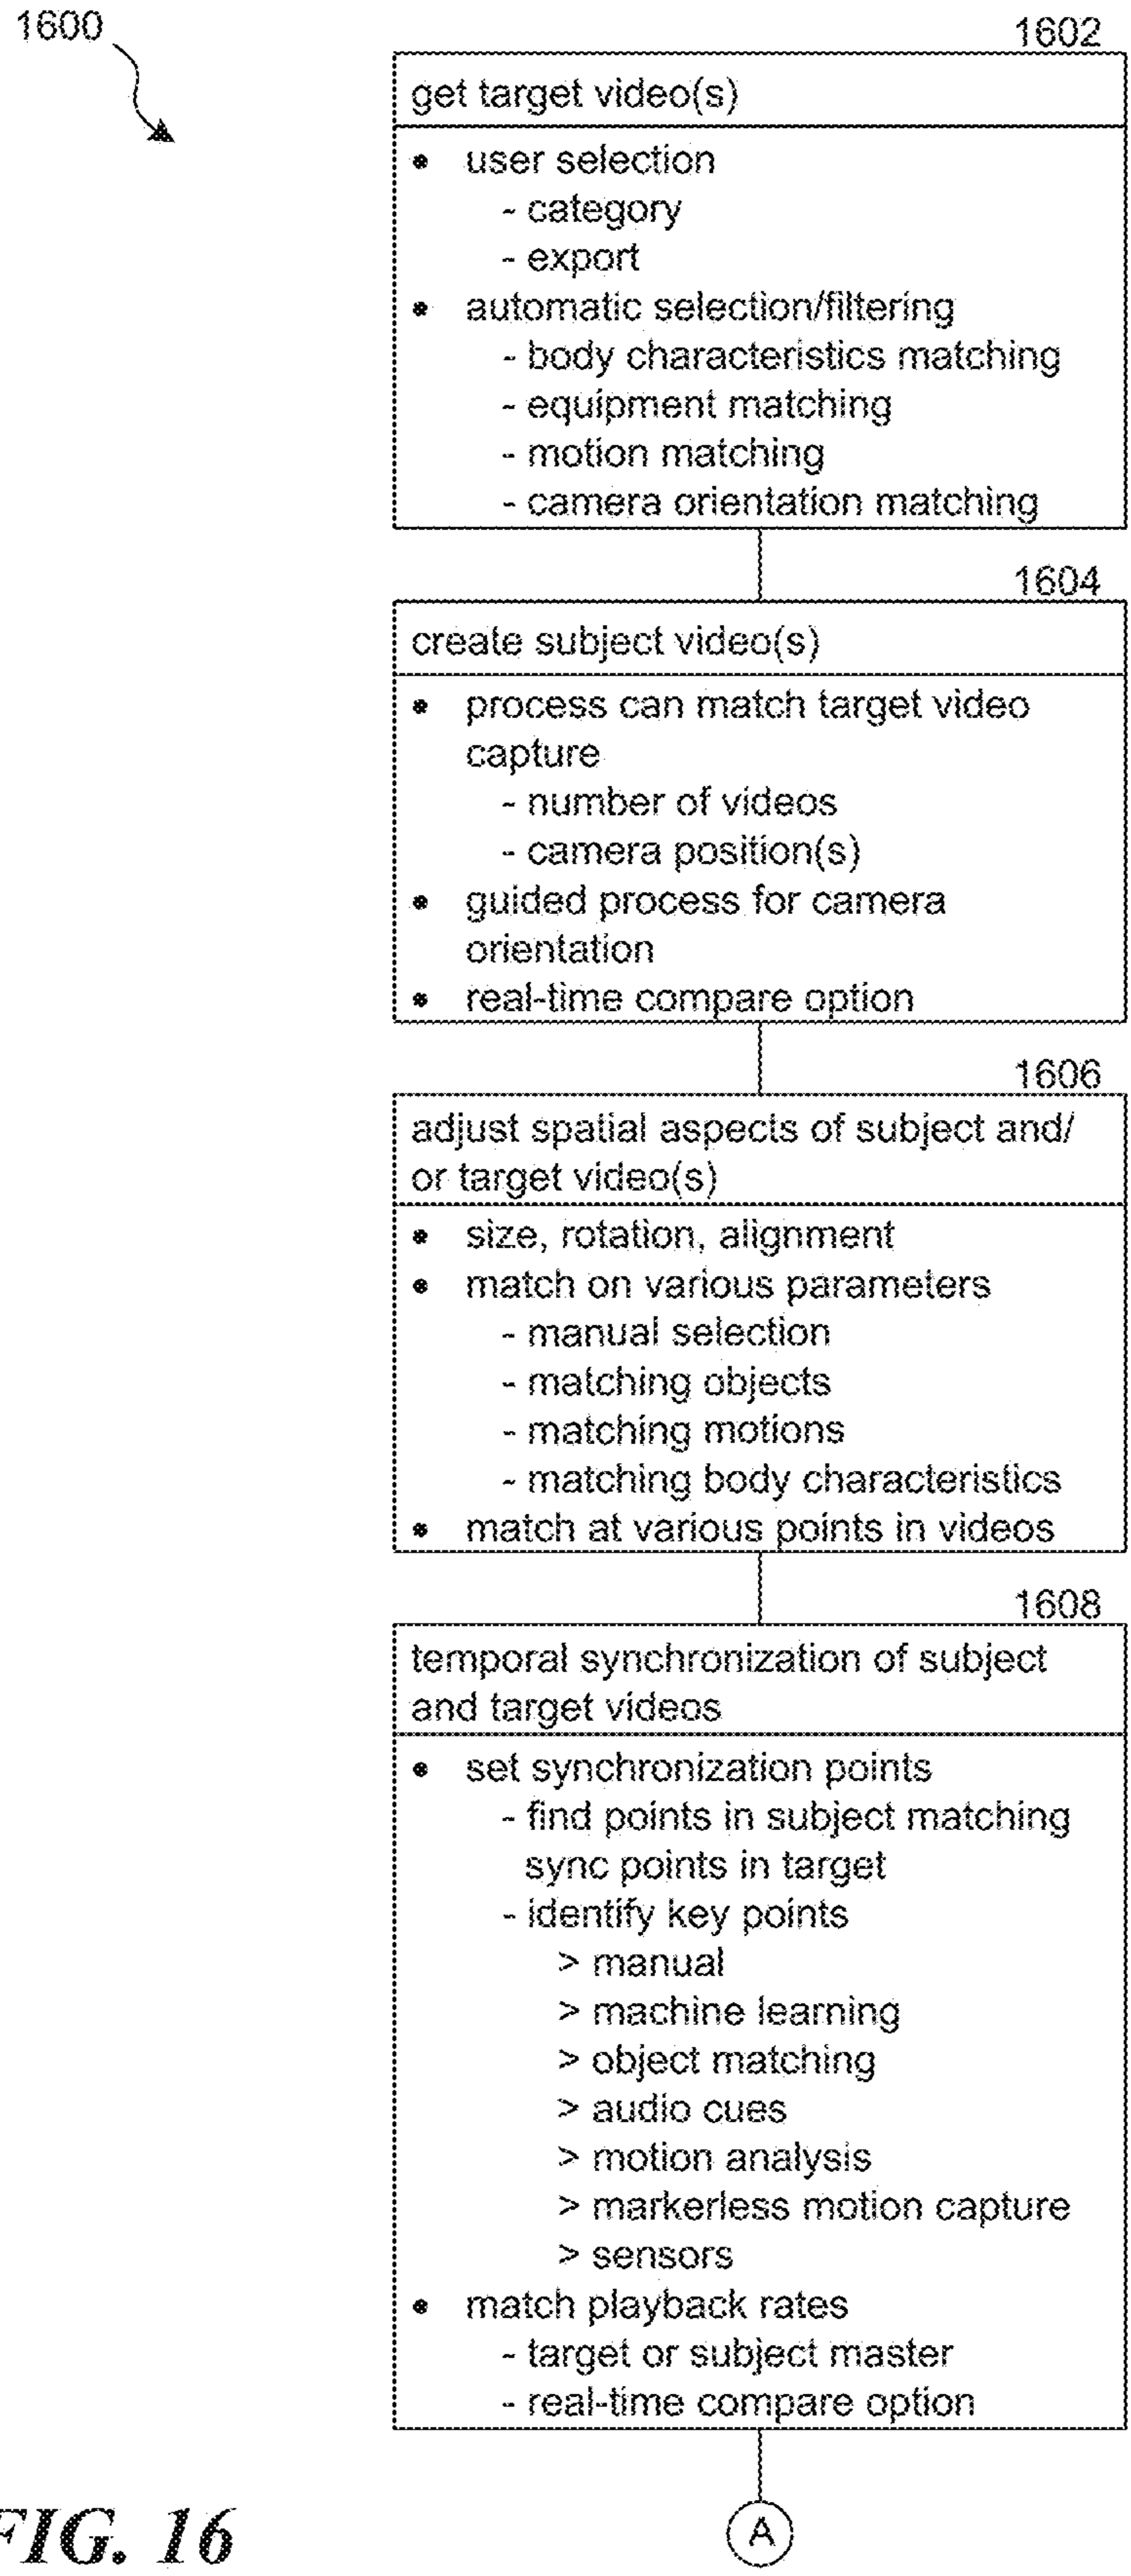 1600
1602
get target video(s)
• user selection
- category
- export
• automatic selection/filtering
- body characteristics matching
- equipment matching
- motion matching
- camera orientation matching
1604
create subject video(s)
• process can match target video
capture
- number of videos
- camera position(s)
• guided process for camera
orientation
• real-time compare option
1606
adjust spatial aspects of subject and/
or target video(s)
• size, rotation, alignment
• match on various parameters
- manual selection
- matching objects
- matching motions
- matching body characteristics
• match at various points in videos
1608
temporal synchronization of subject
and target videos
• set synchronization points
- find points in subject matching
sync points in target
- identify key points
> manual
> machine learning
> object matching
> audio cues
> motion analysis
> markerless motion capture
> sensors
• match playback rates
- target or subject master
- real-time compare option
A
FIG. 16